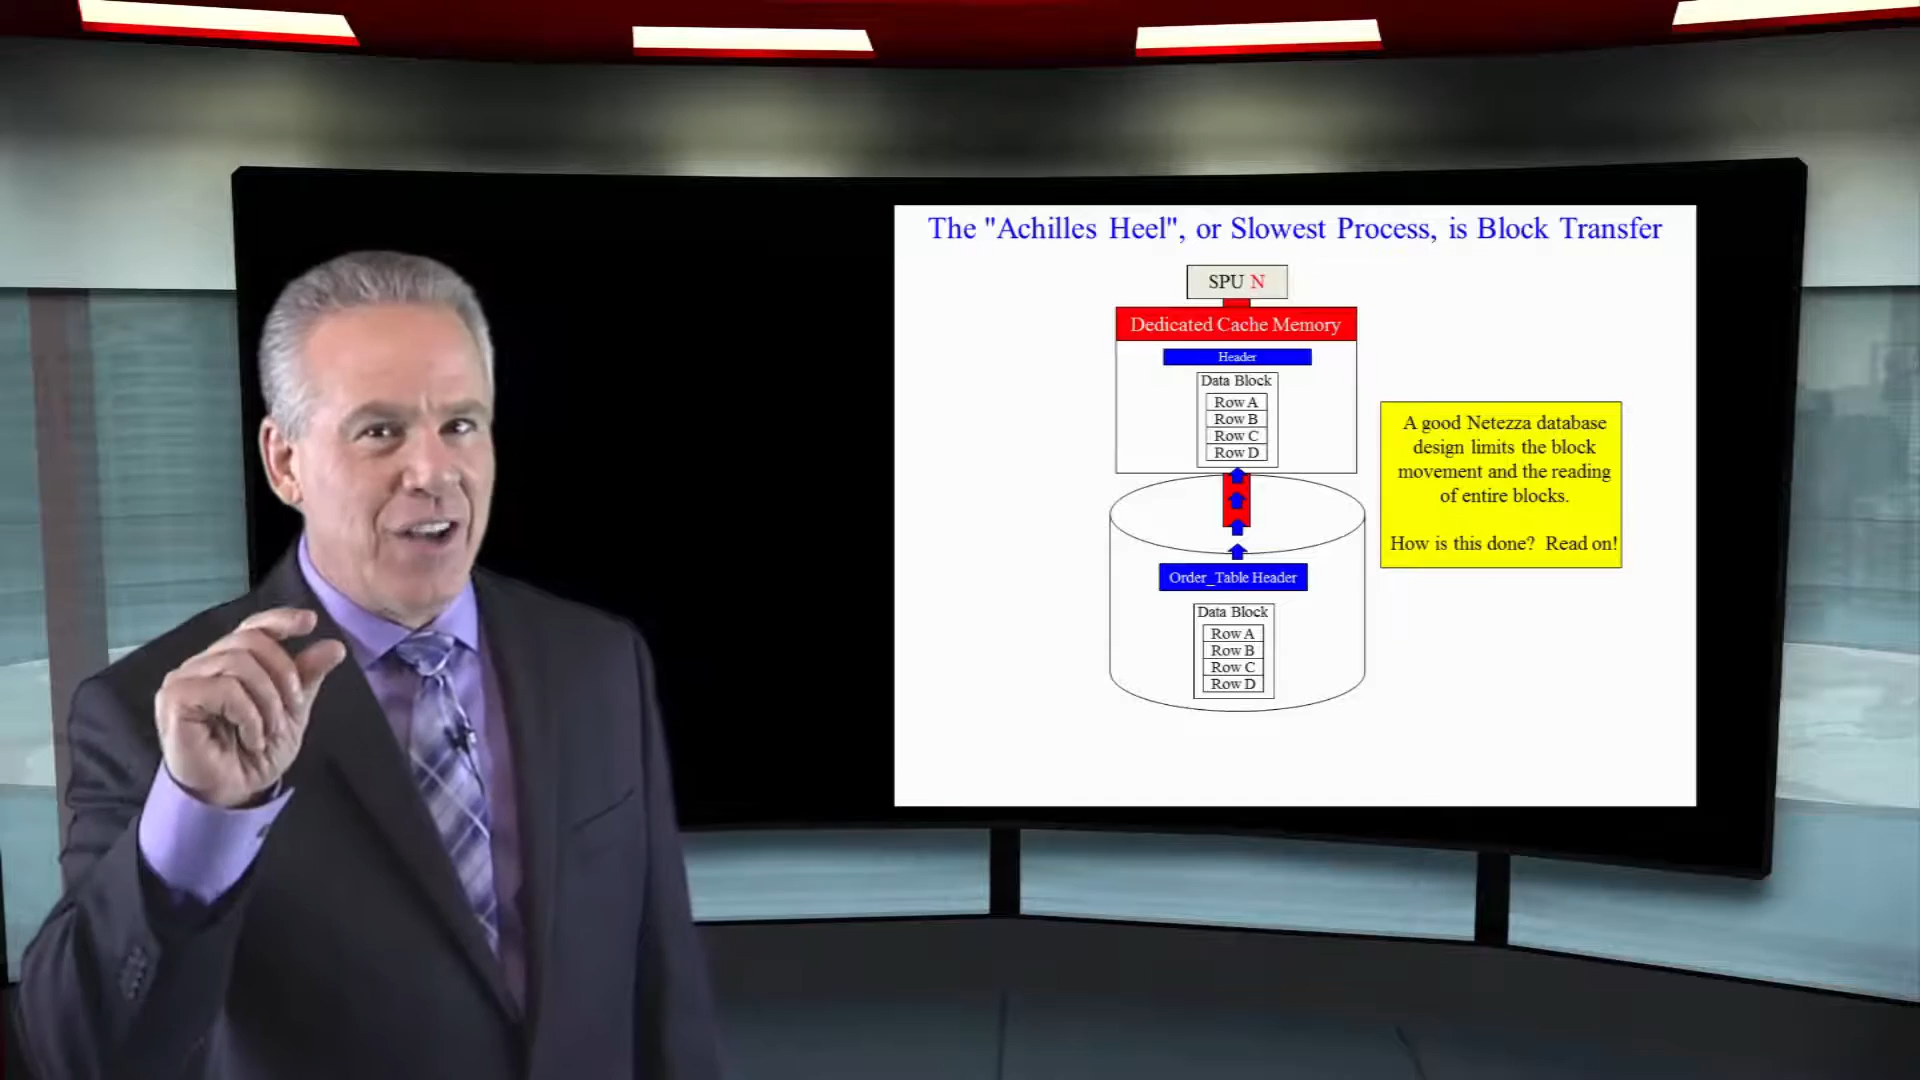 The "Achilles Heel", or Slowest Process, is Block Transfer
SPU N
Dedicated Cache Memory
Header
Data Block
Row A
Row B
Row C
Row D
A good Netezza database
design limits the block
movement and the reading
of entire blocks.
How is this done? Read on!
Order_Table Header
Data Block
Row A
Row B
Row C
Row D